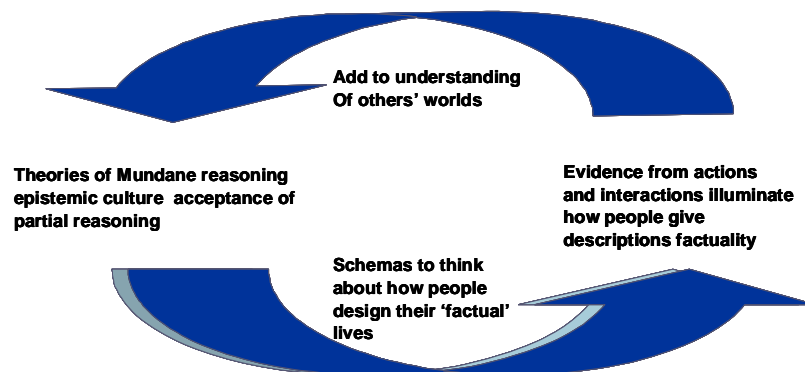 Add to understanding
Of others' worlds
Theories of Mundane reasoning
epistemic culture  acceptance of
partial reasoning
Evidence from actions
and interactions illuminate
how people give
descriptions factuality
Schemas to think
about how people
design their 'factual'
lives